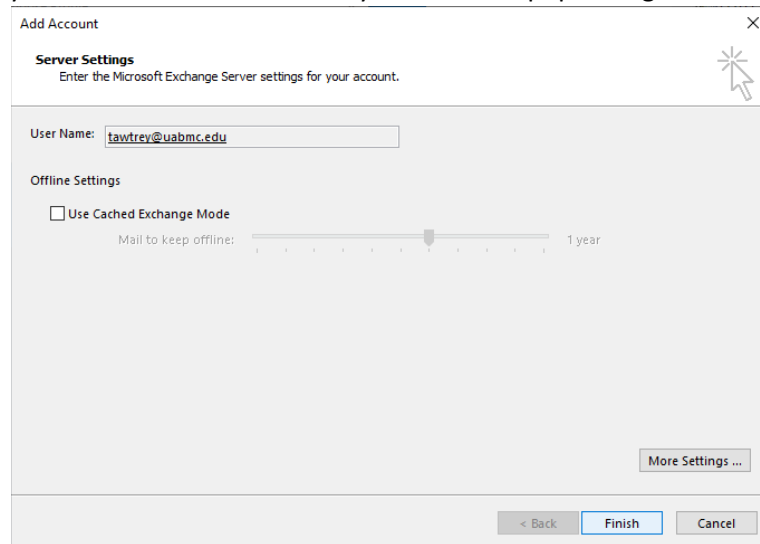 Add Account
Server Settings
Enter the Microsoft Exchange Server settings for your account.
User Name: tawtrey@uabmc.edu
Offline Settings
Use Cached Exchange Mode
Mail to keep offline: 1 year
More Settings ...
< Back Finish Cancel